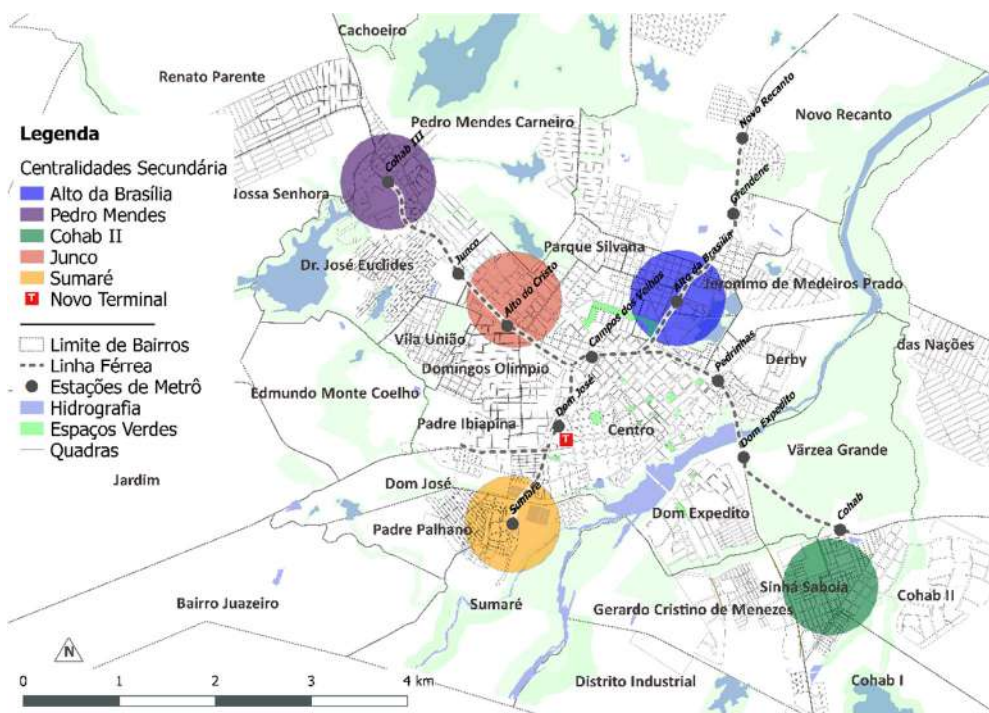 Cachoeiro
Renato Parente
Pedro Mendes Carneiro
Novo Recanto
Novo Recanto
Legenda
Centralidades Secundária
Alto da Brasília
Pedro Mendes
Cohab II
Junco
Sumaré
T Novo Terminal
Limite de Bairros
Linha Férrea
Estações de Metrô
Hidrografia
Espaços Verdes
Quadras
Cohab III
Nossa Senhora
Grendene
Parque Silvana
Dr. José Euclides
Junco
Alto do Cristo
Campos dos Velhos
Alto da Brasília
Jerônimo de Medeiros Prado
das Nações
Vila União
Domingos Olímpio
Pedrinhas
Derby
Edmundo Monte Coelho
Padre Ibiapina
Dom José
T
Centro
Dom Expedito
Várzea Grande
Jardim
Dom José
Padre Palhano
Sumaré
Dom Expedito
Cohab
Sinhá Saboia
Cohab II
Bairro Juazeiro
Sumaré
Gerardo Cristino de Menezes
Distrito Industrial
Cohab I
N
0 1 2 3 4 km